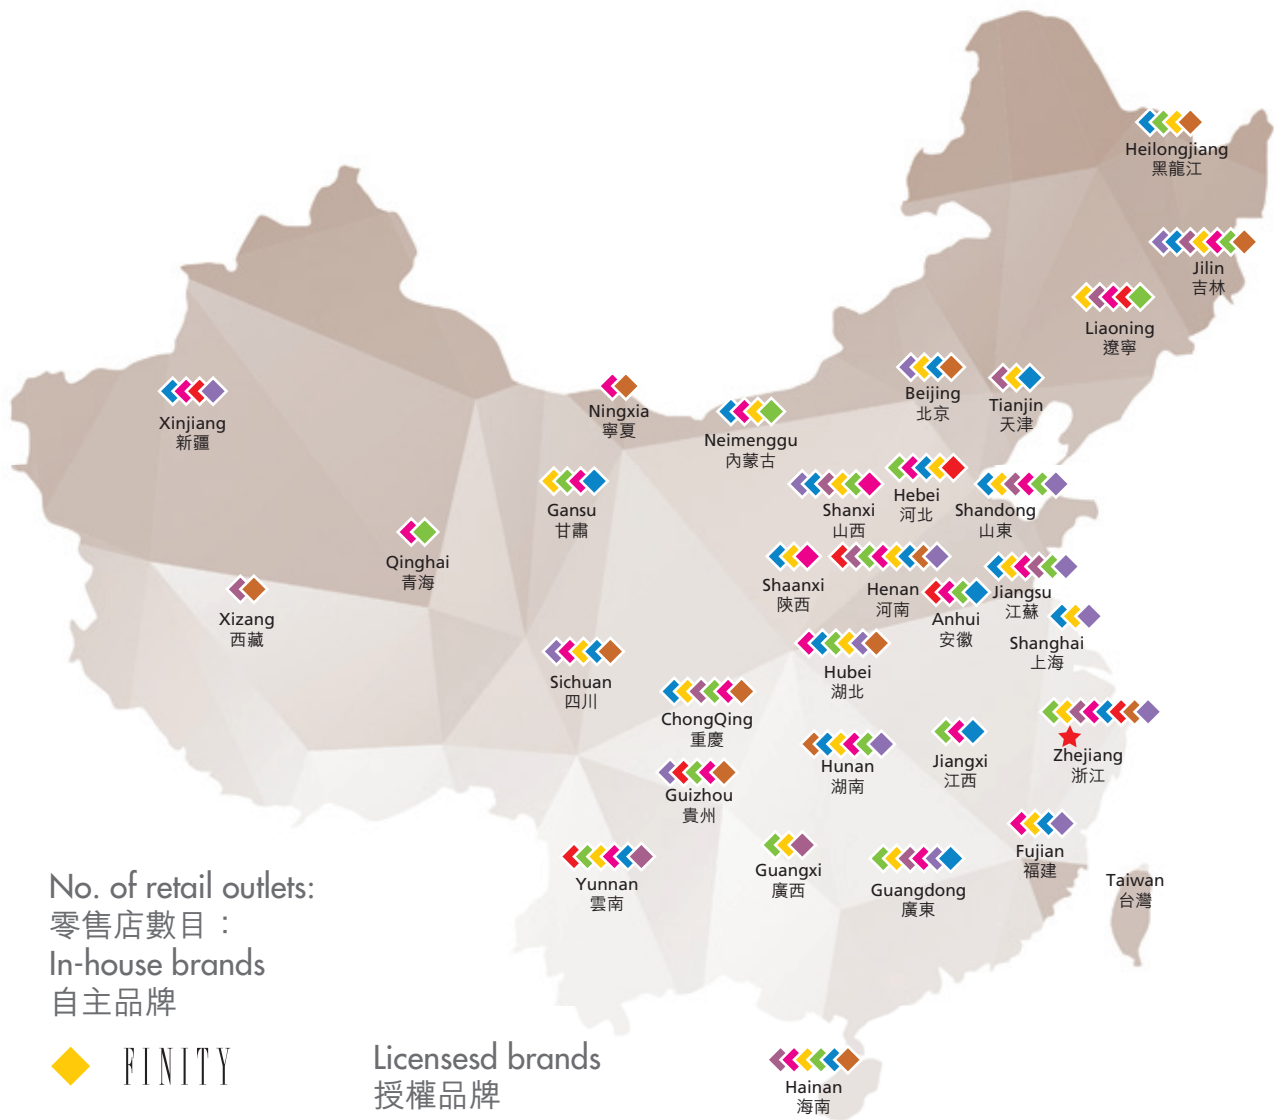 Heilongjiang
黑龍江
Jilin
吉林
Liaoning
遼寧
Beijing
北京
Tianjin
天津
Xinjiang
新疆
Ningxia
寧夏
Neimenggu
內蒙古
Gansu
甘肅
Shanxi
山西
Hebei
河北
Shandong
山東
Qinghai
青海
Shaanxi
陝西
Henan
河南
Anhui
安徽
Jiangsu
江蘇
Xizang
西藏
Shanghai
上海
Sichuan
四川
Hubei
湖北
ChongQing
重慶
Hunan
湖南
Jiangxi
江西
Zhejiang
浙江
Guizhou
貴州
Yunnan
雲南
Guangxi
廣西
Guangdong
廣東
Fujian
福建
Taiwan
台灣
No. of retail outlets:
零售店數目：
In-house brands
自主品牌
FINITY
Licensesd brands
授權品牌
Hainan
海南